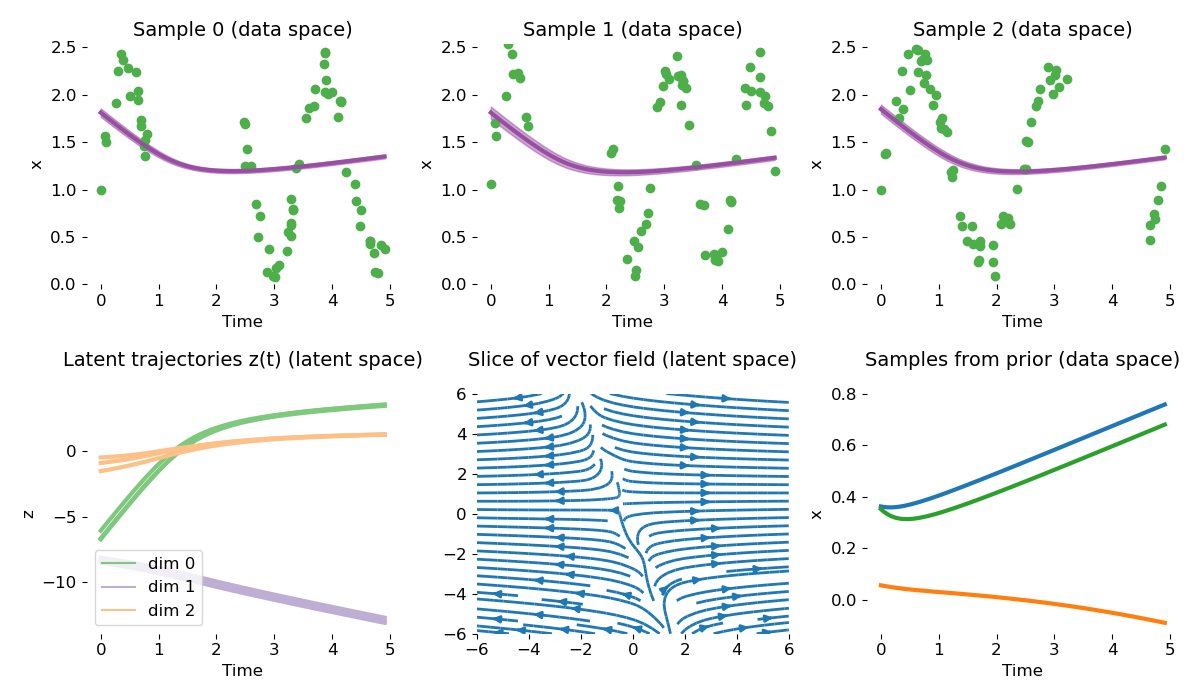 Sample 0 (data space)
2.5
2.0
1.5
1.0
0.5
0.0
x
0 1 2 3 4 5
Time
Sample 1 (data space)
2.5
2.0
1.5
1.0
0.5
0.0
x
0 1 2 3 4 5
Time
Sample 2 (data space)
2.5
2.0
1.5
1.0
0.5
0.0
x
0 1 2 3 4 5
Time
Latent trajectories z(t) (latent space)
0
−5
−10
z
dim 0
dim 1
dim 2
0 1 2 3 4 5
Time
Slice of vector field (latent space)
6
4
2
0
−2
−4
−6
−6 −4 −2 0 2 4 6
Samples from prior (data space)
0.8
0.6
0.4
0.2
0.0
x
0 1 2 3 4 5
Time